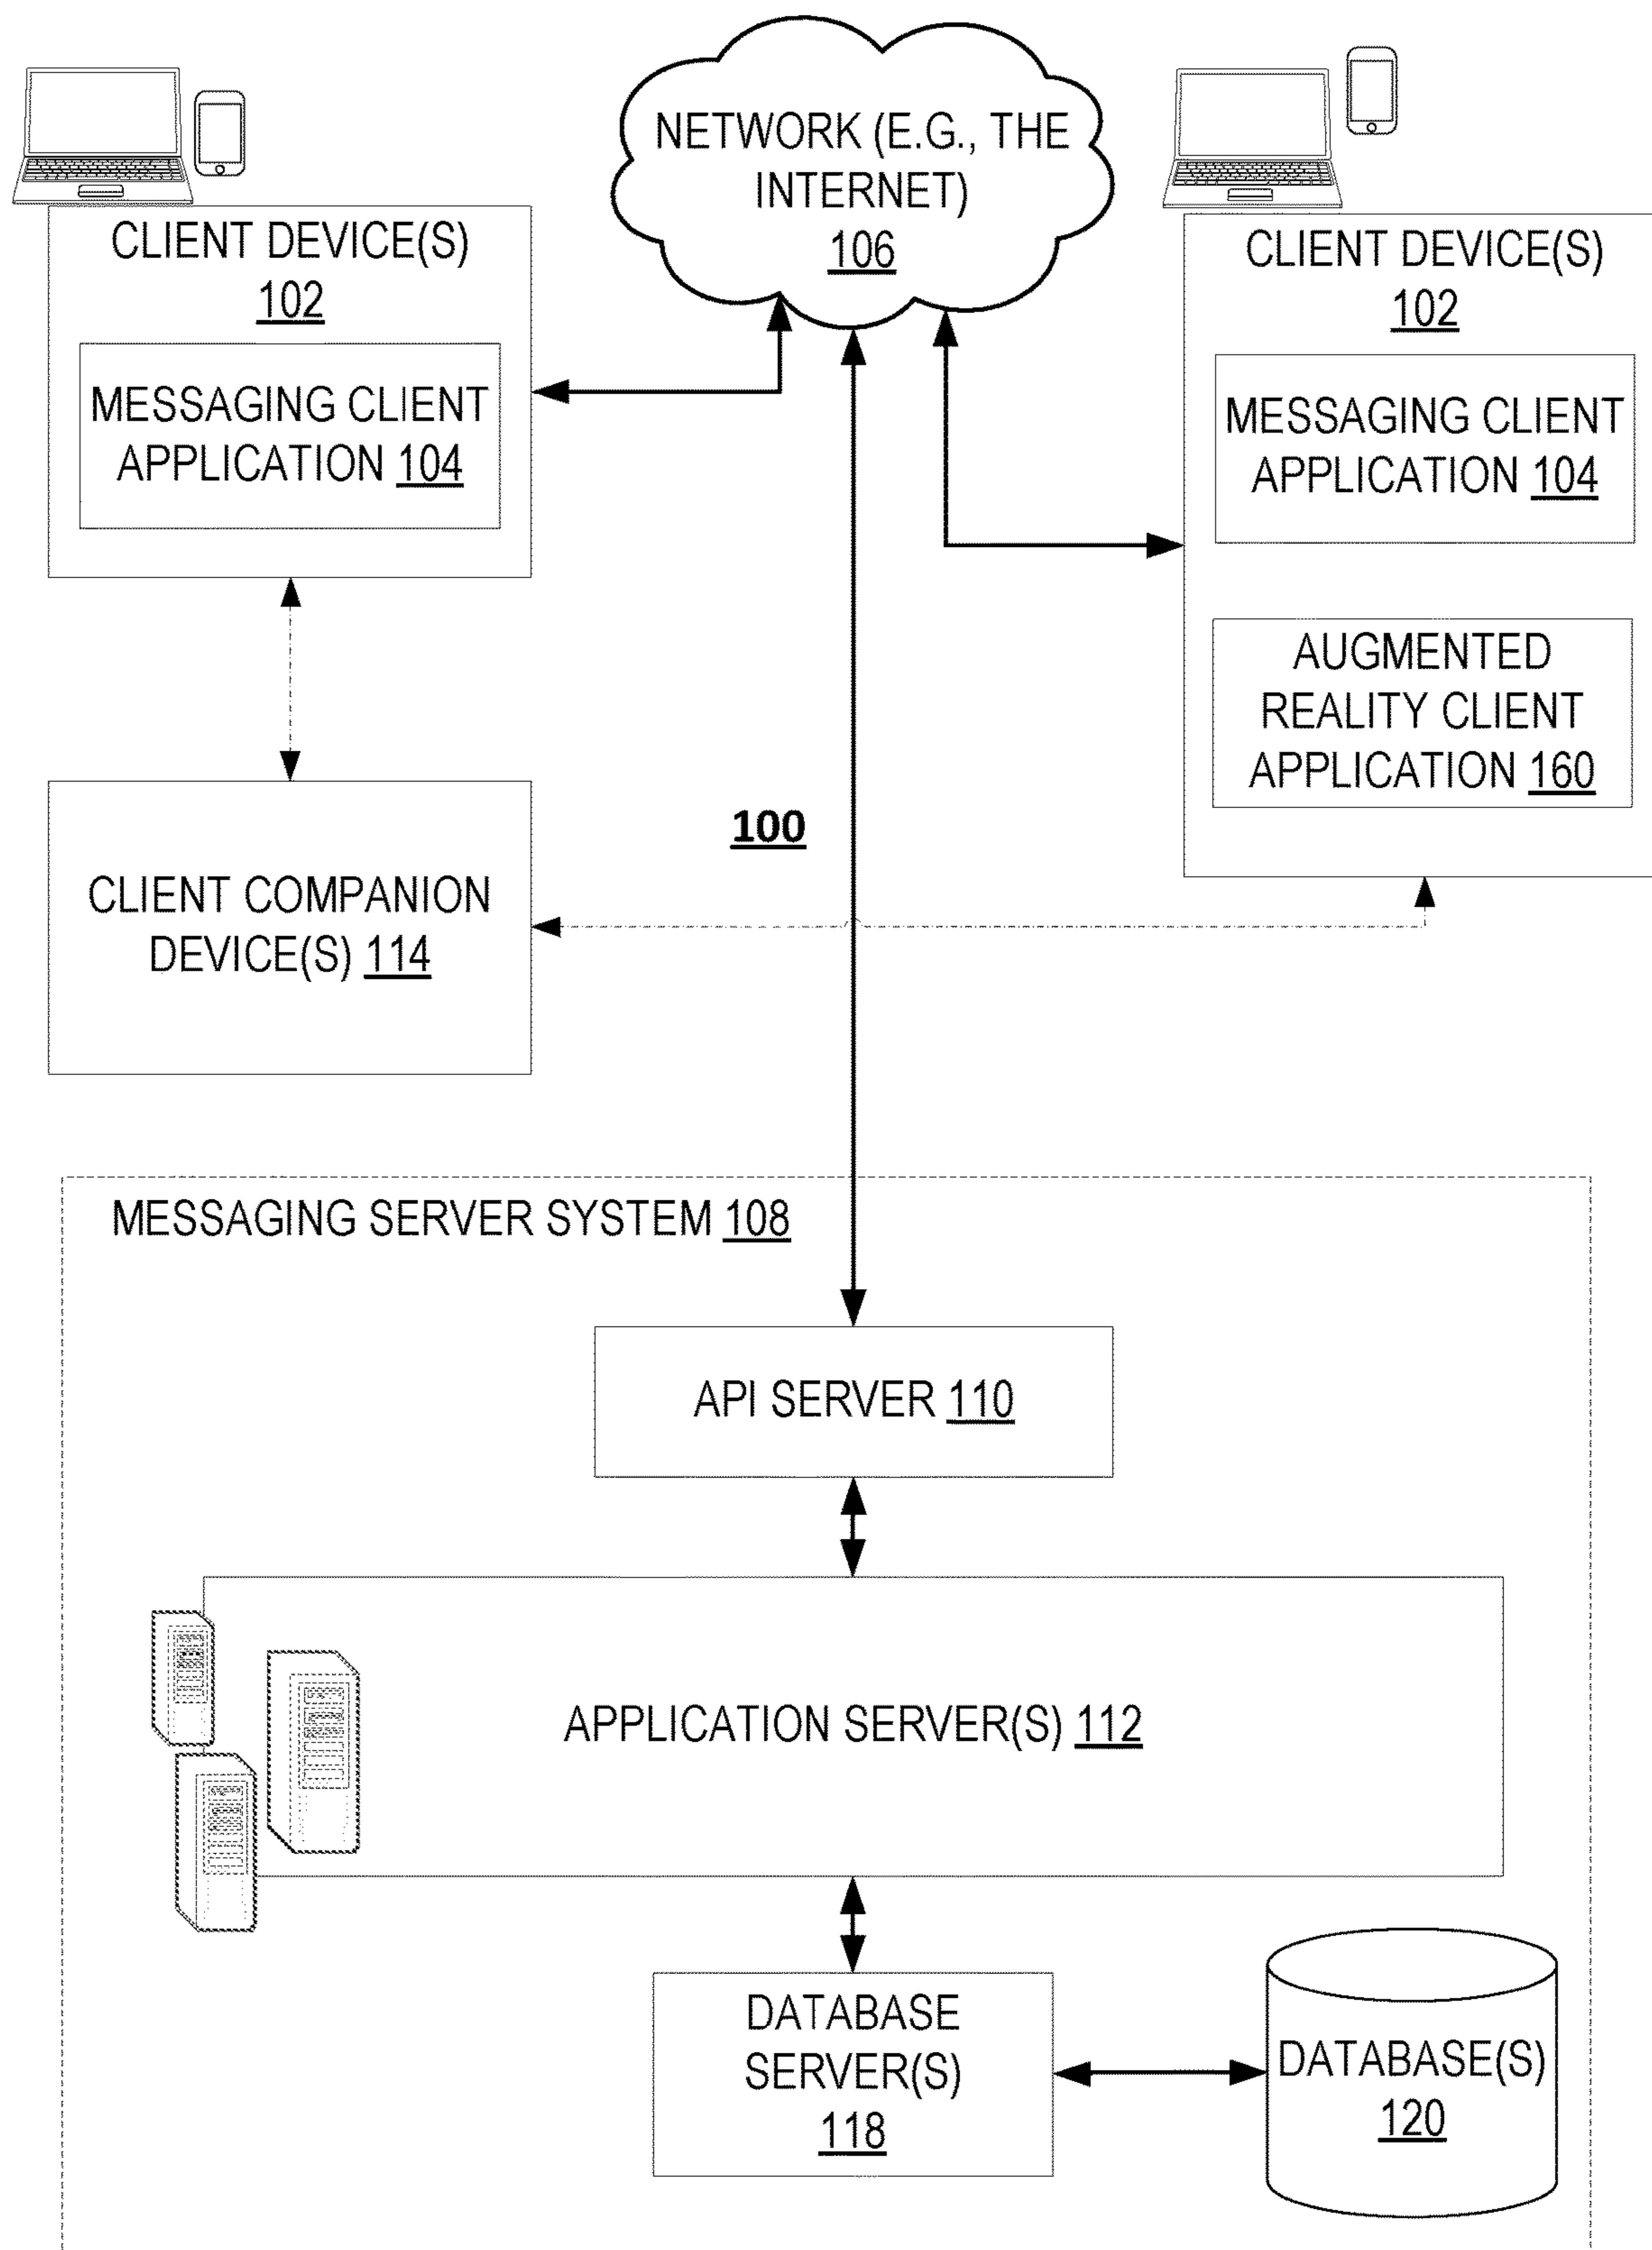 NETWORK (E.G., THE
INTERNET)
106
CLIENT DEVICE(S)
102
MESSAGING CLIENT
APPLICATION 104
CLIENT DEVICE(S)
102
MESSAGING CLIENT
APPLICATION 104
AUGMENTED
REALITY CLIENT
APPLICATION 160
100
CLIENT COMPANION
DEVICE(S) 114
MESSAGING SERVER SYSTEM 108
API SERVER 110
APPLICATION SERVER(S) 112
DATABASE
SERVER(S)
118
DATABASE(S)
120